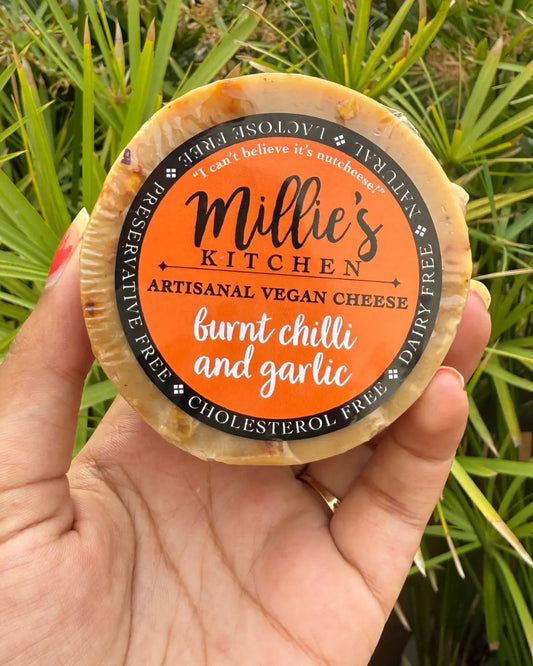 LACTOSE FREE
NATURAL
DAIRY FREE
CHOLESTEROL FREE
PRESERVATIVE FREE
"I can't believe it's nutcheese!"
Millie's
KITCHEN
ARTISANAL VEGAN CHEESE
burnt chilli
and garlic